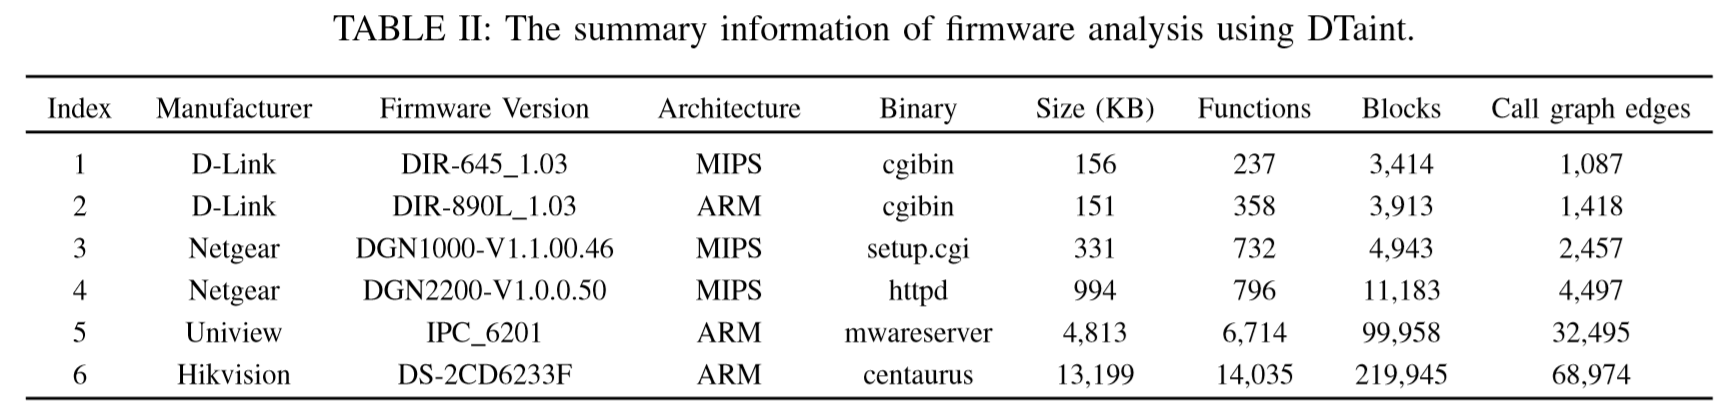 TABLE II: The summary information of firmware analysis using DTaint.
Index Manufacturer Firmware Version Architecture Binary Size (KB) Functions Blocks Call graph edges
1 D-Link DIR-645_1.03 MIPS cgibin 156 237 3,414 1,087
2 D-Link DIR-890L_1.03 ARM cgibin 151 358 3,913 1,418
3 Netgear DGN1000-V1.1.00.46 MIPS setup.cgi 331 732 4,943 2,457
4 Netgear DGN2200-V1.0.0.50 MIPS httpd 994 796 11,183 4,497
5 Uniview IPC_6201 ARM mwareserver 4,813 6,714 99,958 32,495
6 Hikvision DS-2CD6233F ARM centaurus 13,199 14,035 219,945 68,974